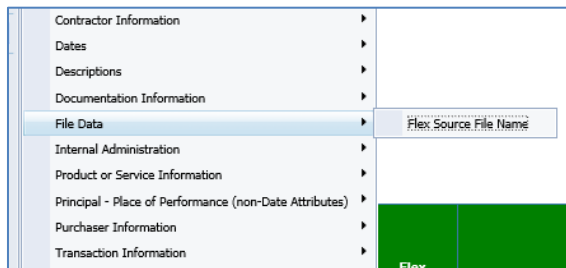 Contractor Information
Dates
Descriptions
Documentation Information
File Data
Flex Source File Name
Internal Administration
Product or Service Information
Principal - Place of Performance (non-Date Attributes)
Purchaser Information
Transaction Information
Flex